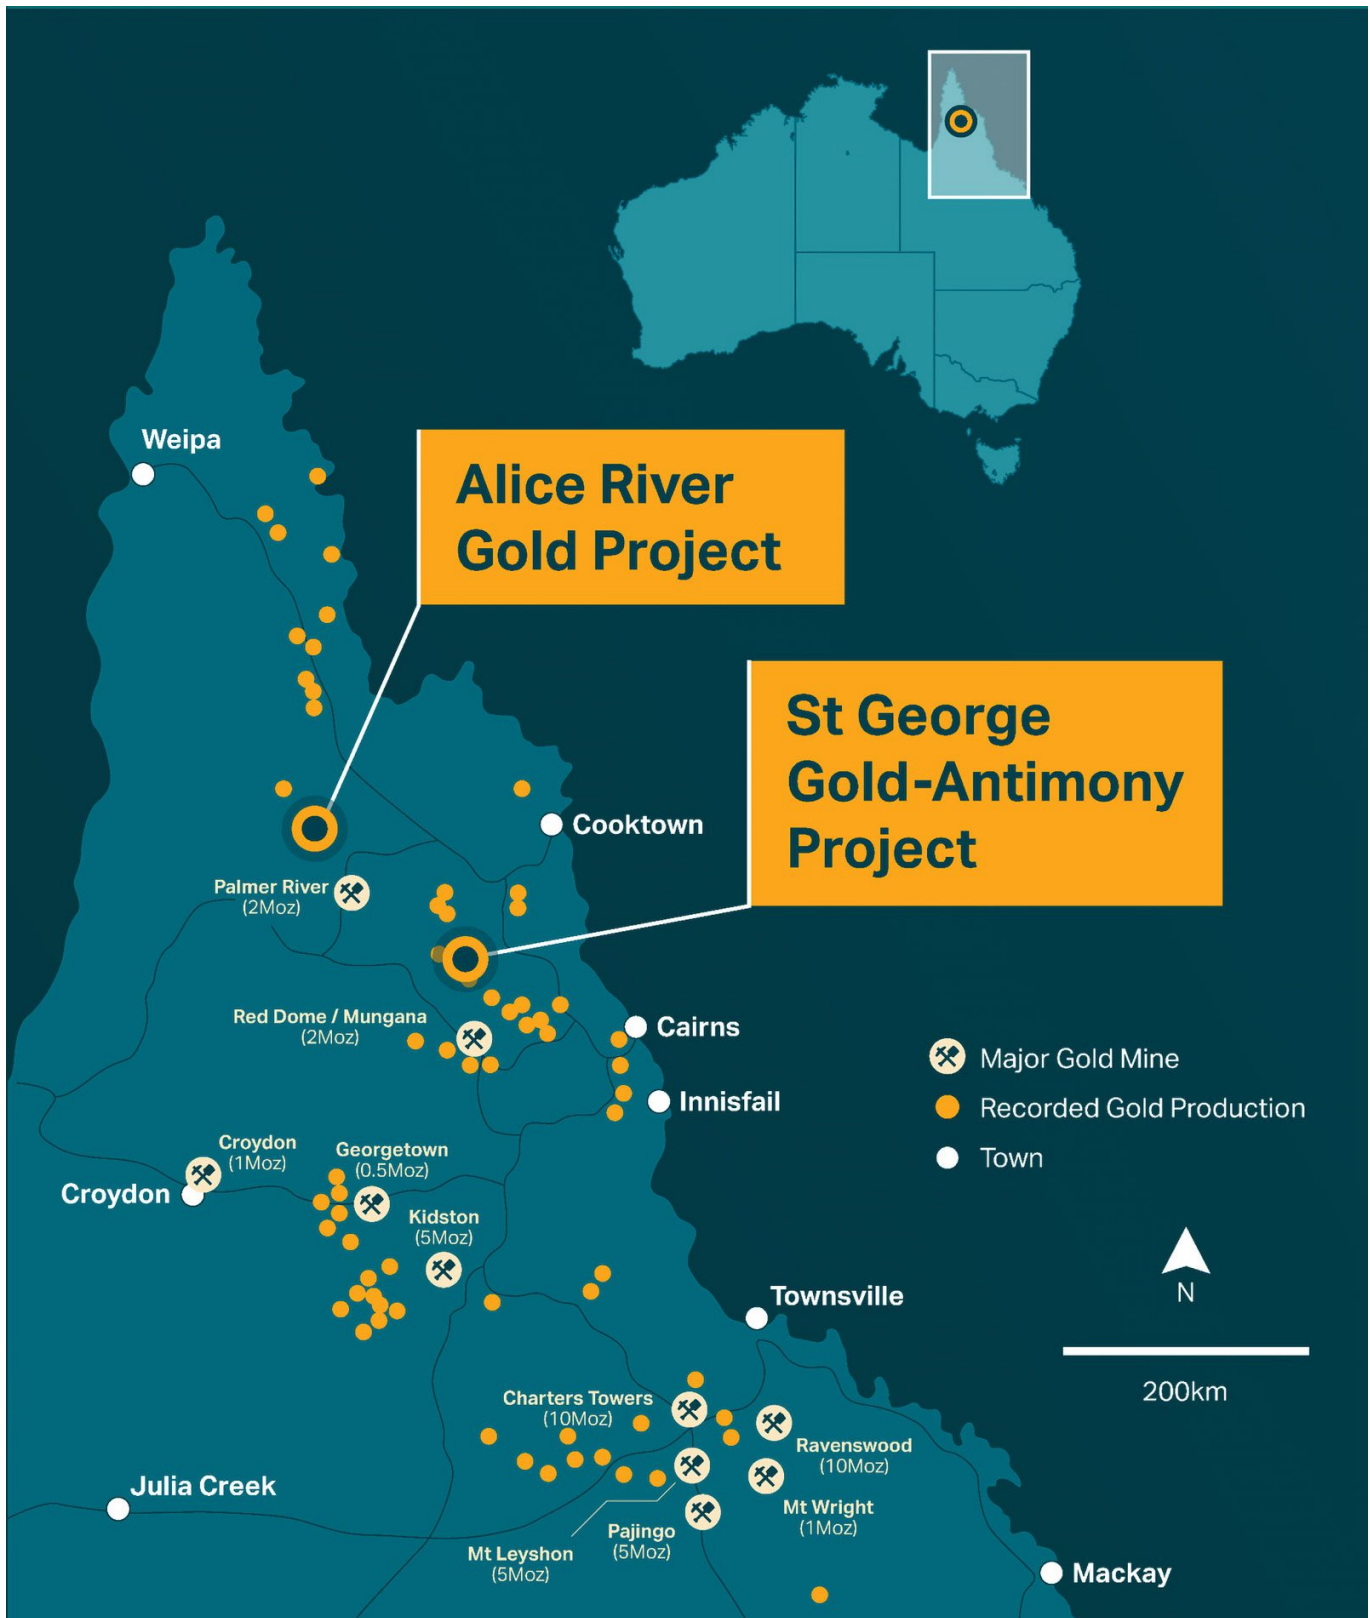 Weipa
Alice River
Gold Project
St George
Gold-Antimony
Project
Cooktown
Palmer River
(2Moz)
Red Dome / Mungana
(2Moz)
Cairns
Innisfail
Major Gold Mine
Recorded Gold Production
Town
Croydon
(1Moz)
Georgetown
(0.5Moz)
Croydon
Kidston
(5Moz)
N
200km
Townsville
Charters Towers
(10Moz)
Ravenswood
(10Moz)
Julia Creek
Mt Wright
(1Moz)
Pajingo
(5Moz)
Mt Leyshon
(5Moz)
Mackay